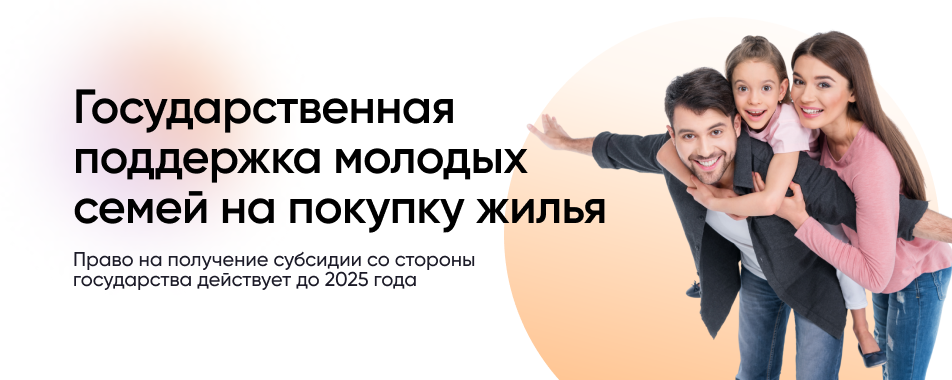 Государственная
поддержка молодых
семей на покупку жилья
Право на получение субсидии со стороны
государства действует до 2025 года